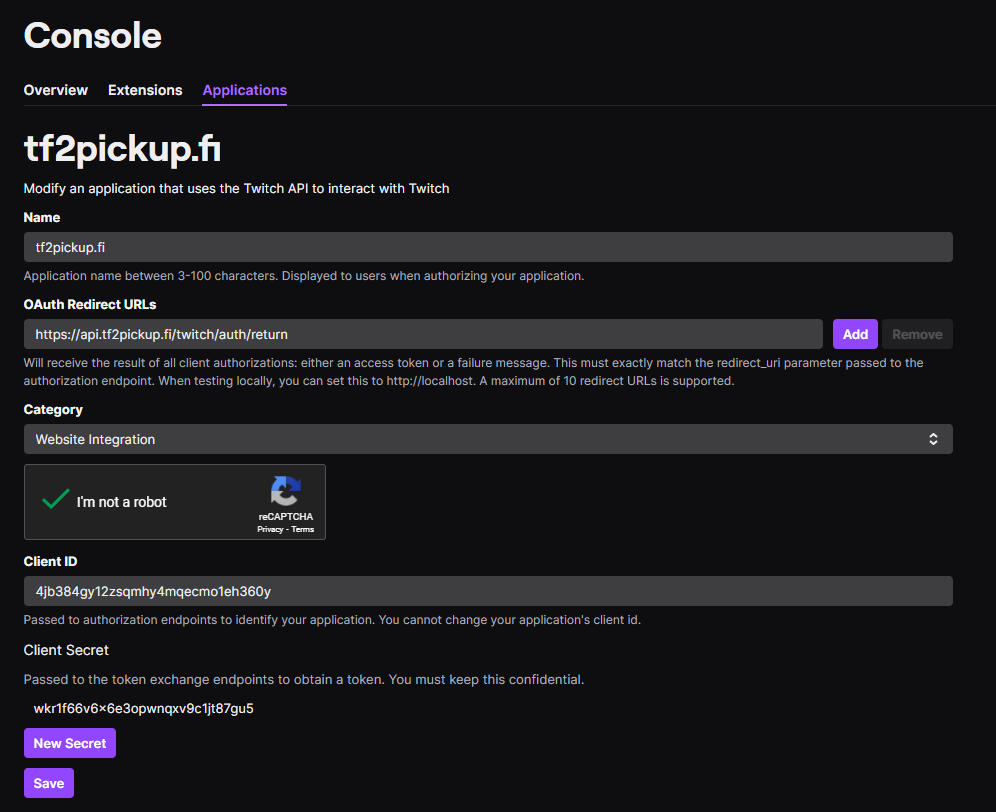 Console
Overview Extensions Applications
tf2pickup.fi
Modify an application that uses the Twitch API to interact with Twitch
Name
tf2pickup.fi
Application name between 3-100 characters. Displayed to users when authorizing your application.
OAuth Redirect URLs
https://api.tf2pickup.fi/twitch/auth/return Add Remove
Will receive the result of all client authorizations: either an access token or a failure message. This must exactly match the redirect_uri parameter passed to the
authorization endpoint. When testing locally, you can set this to http://localhost. A maximum of 10 redirect URLs is supported.
Category
Website Integration
I'm not a robot
reCAPTCHA
Privacy - Terms
Client ID
4jb384gy12zsqmhy4mqecmo1eh360y
Passed to authorization endpoints to identify your application. You cannot change your application's client id.
Client Secret
Passed to the token exchange endpoints to obtain a token. You must keep this confidential.
wkr1f66v6×6e3opwnqxv9c1jt87gu5
New Secret
Save